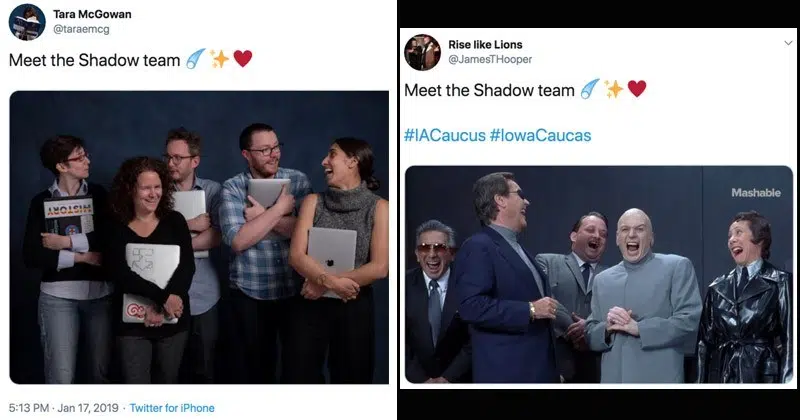 Tara McGowan
@taraemcg
Meet the Shadow team ☄️✨♥️
HISTORY
5:13 PM · Jan 17, 2019 · Twitter for iPhone
Rise like Lions
@JamesTHooper
Meet the Shadow team ☄️✨♥️
#IACaucus #IowaCaucas
Mashable